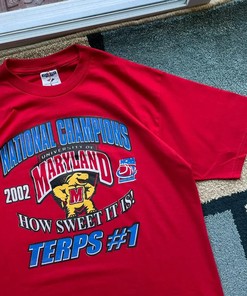 NATIONAL CHAMPIONS
UNIVERSITY OF
MARYLAND
2002
M
HOW SWEET IT IS!
TERPS #1